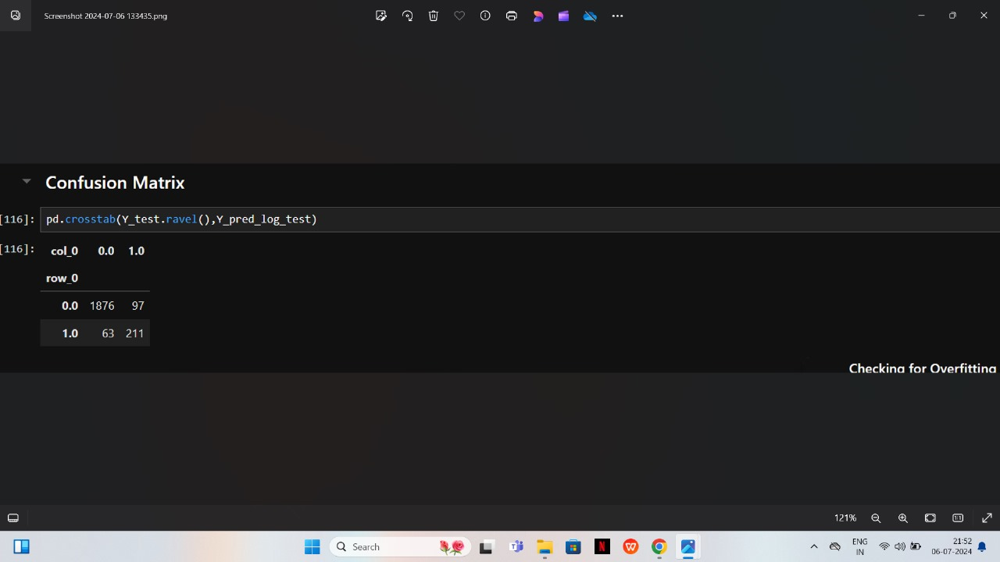 Screenshot 2024-07-06 133435.png
Confusion Matrix
[116]: pd.crosstab(Y_test.ravel(),Y_pred_log_test)
[116]: col_0 0.0 1.0
row_0
0.0 1876 97
1.0 63 211
Checking for Overfitting
121%
Search
ENG
IN
21:25
06-07-2024